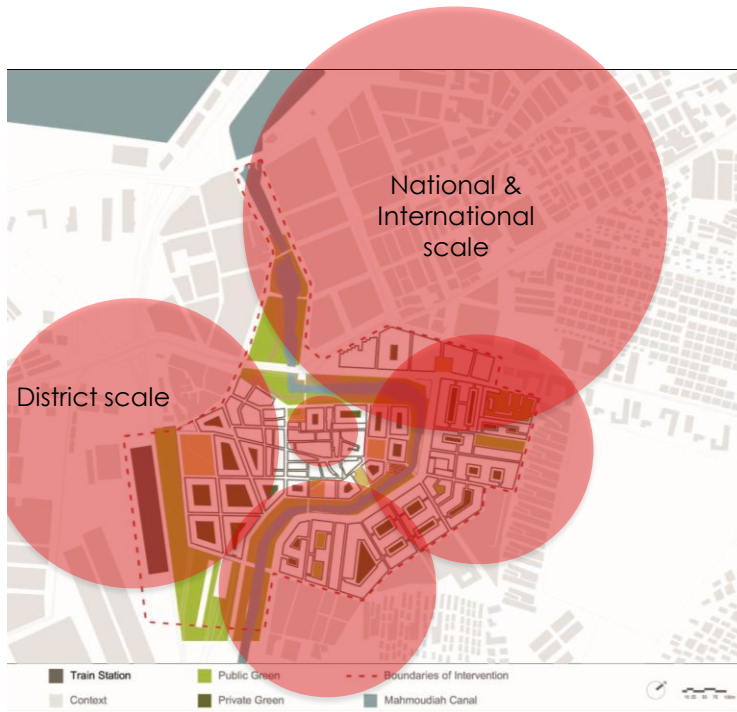 National &
International
scale
District scale
Train Station
Public Green
Boundaries of Intervention
Context
Private Green
Mahmoudiah Canal